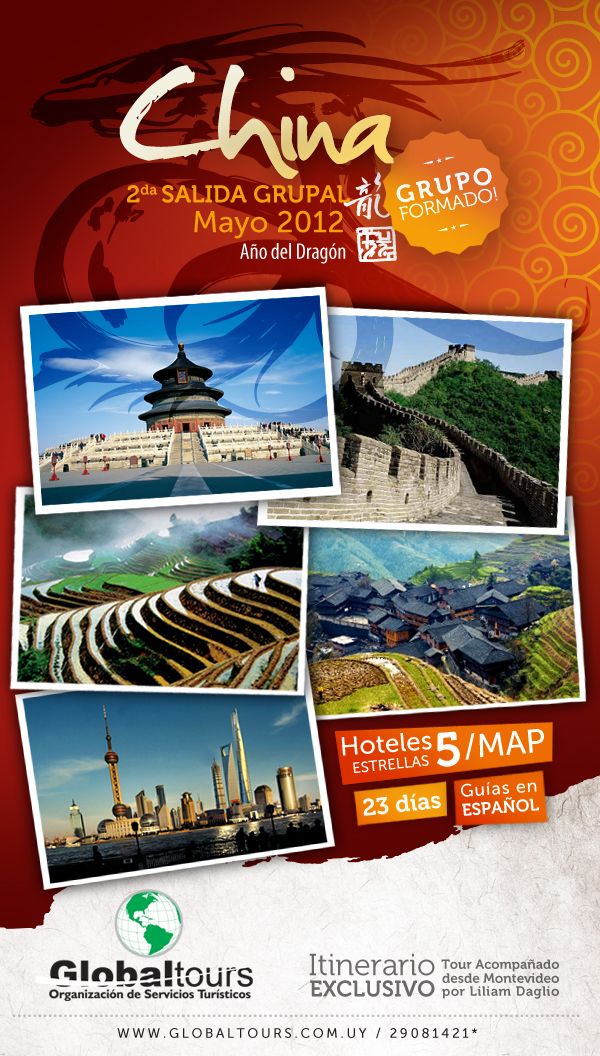 China
2da SALIDA GRUPAL
Mayo 2012
Año del Dragón
龍
GRUPO
FORMADO!
Hoteles 5/MAP
ESTRELLAS
23 días
Guías en
ESPAÑOL
Globaltours
Organización de Servicios Turísticos
Itinerario
EXCLUSIVO
Tour Acompañado
desde Montevideo
por Liliam Daglio
WWW.GLOBALTOURS.COM.UY / 29081421*